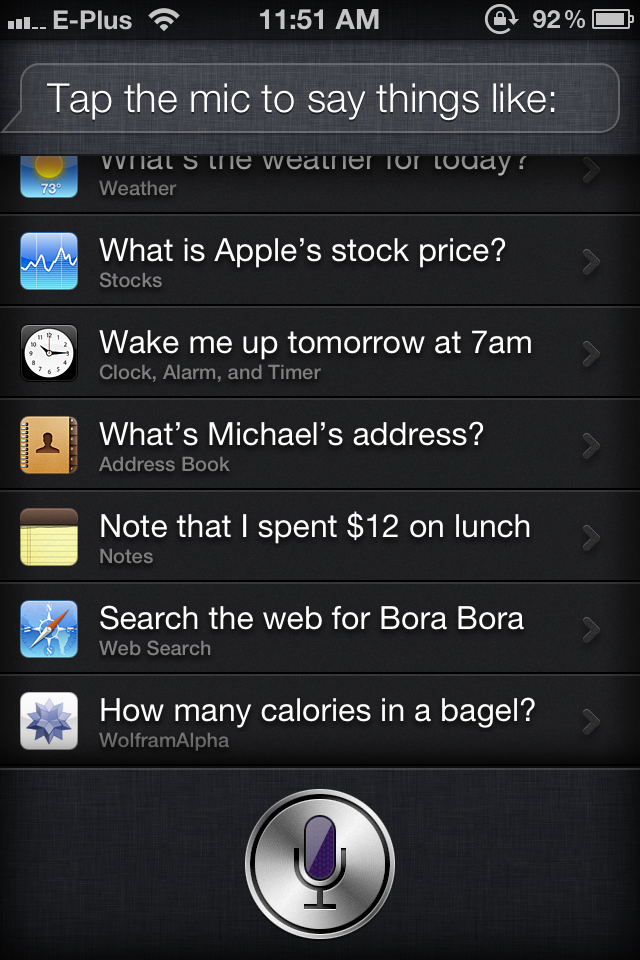 E-Plus 11:51 AM 92%
Tap the mic to say things like:
What's the weather for today?
73°
Weather
What is Apple's stock price?
Stocks
Wake me up tomorrow at 7am
Clock, Alarm, and Timer
What's Michael's address?
Address Book
Note that I spent $12 on lunch
Notes
Search the web for Bora Bora
Web Search
How many calories in a bagel?
WolframAlpha